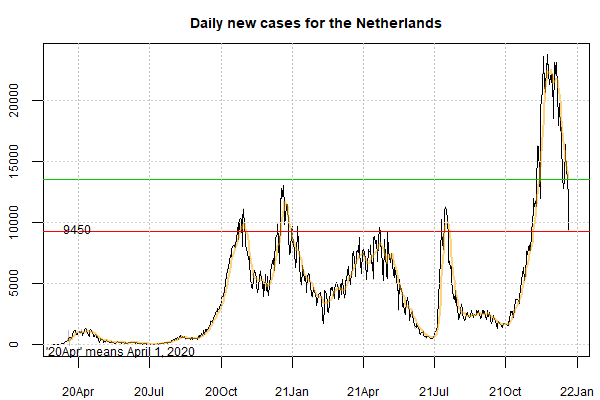 Daily new cases for the Netherlands
20000
15000
10000
5000
0
9450
'20Apr' means April 1, 2020
20Apr 20Jul 20Oct 21Jan 21Apr 21Jul 21Oct 22Jan